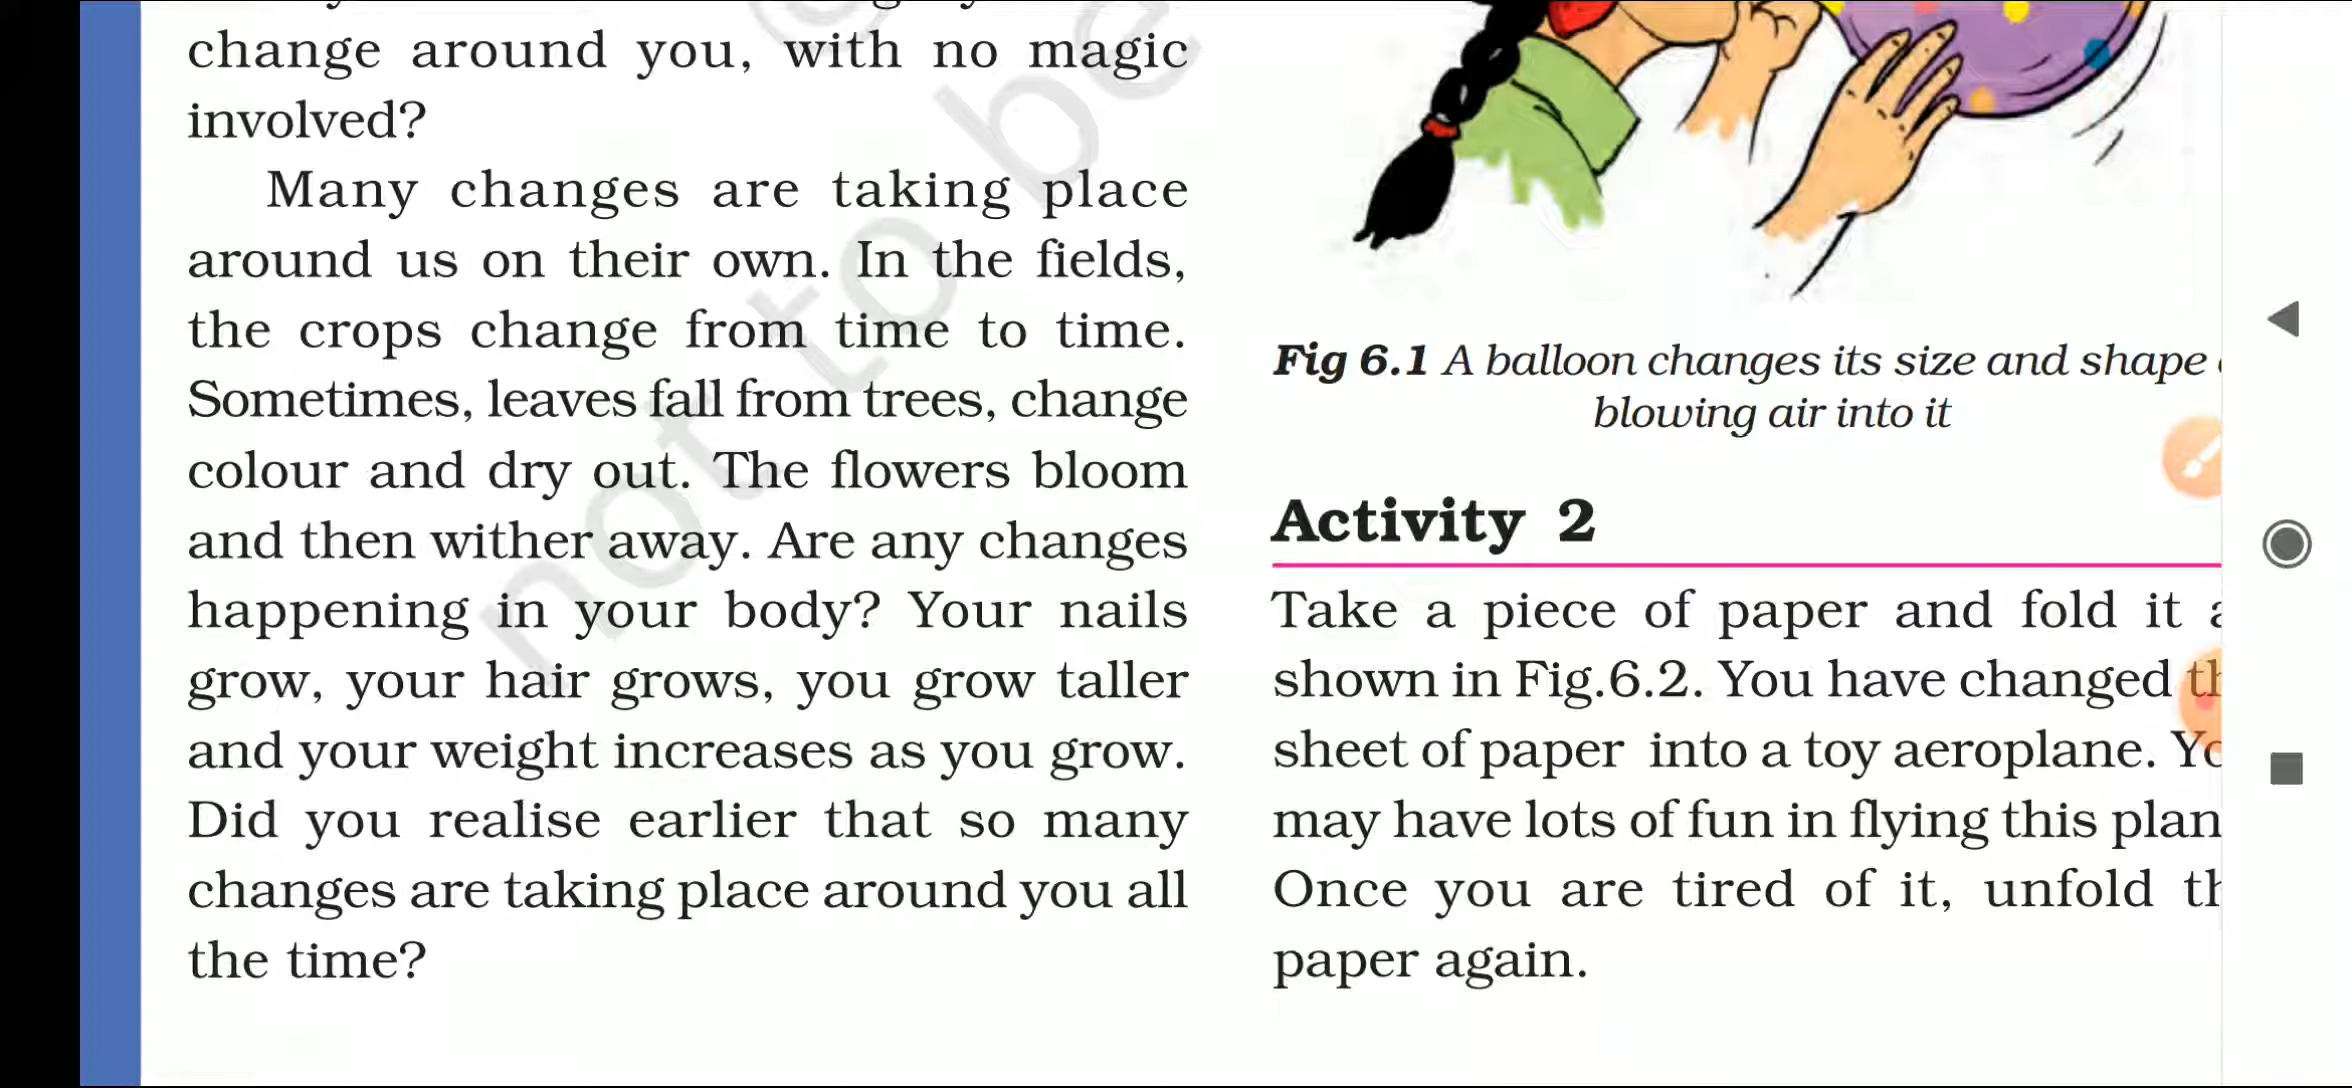 change around you, with no magic
involved?
Many changes are taking place
around us on their own. In the fields,
the crops change from time to time.
Sometimes, leaves fall from trees, change
colour and dry out. The flowers bloom
and then wither away. Are any changes
happening in your body? Your nails
grow, your hair grows, you grow taller
and your weight increases as you grow.
Did you realise earlier that so many
changes are taking place around you all
the time?
not to be
Fig 6.1 A balloon changes its size and shape
blowing air into it
Activity 2
Take a piece of paper and fold it
shown in Fig.6.2. You have changed
sheet of paper into a toy aeroplane.
may have lots of fun in flying this
Once you are tired of it, unfold
paper again.